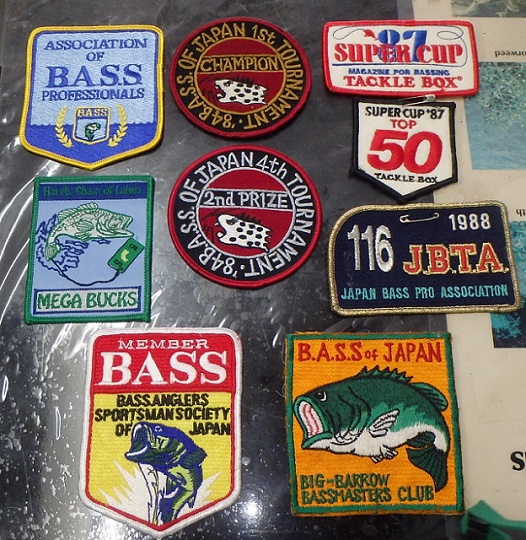 ASSOCIATION
OF
BASS
PROFESSIONALS
BASS
'84 B.A.S.S. OF JAPAN 1st TOURNAMENT
CHAMPION
'87
SUPER CUP
MAGAZINE FOR BASSING
TACKLE BOX
SUPER CUP '87
TOP
50
TACKLE BOX
Harris Chain of Lakes
MEGA BUCKS
'84 B.A.S.S. OF JAPAN 4th TOURNAMENT
2nd PRIZE
116
1988
J.B.T.A.
JAPAN BASS PRO ASSOCIATION
MEMBER
BASS
BASS ANGLERS
SPORTSMAN SOCIETY
OF JAPAN
B.A.S.S OF JAPAN
BIG-BARROW
BASSMASTERS CLUB